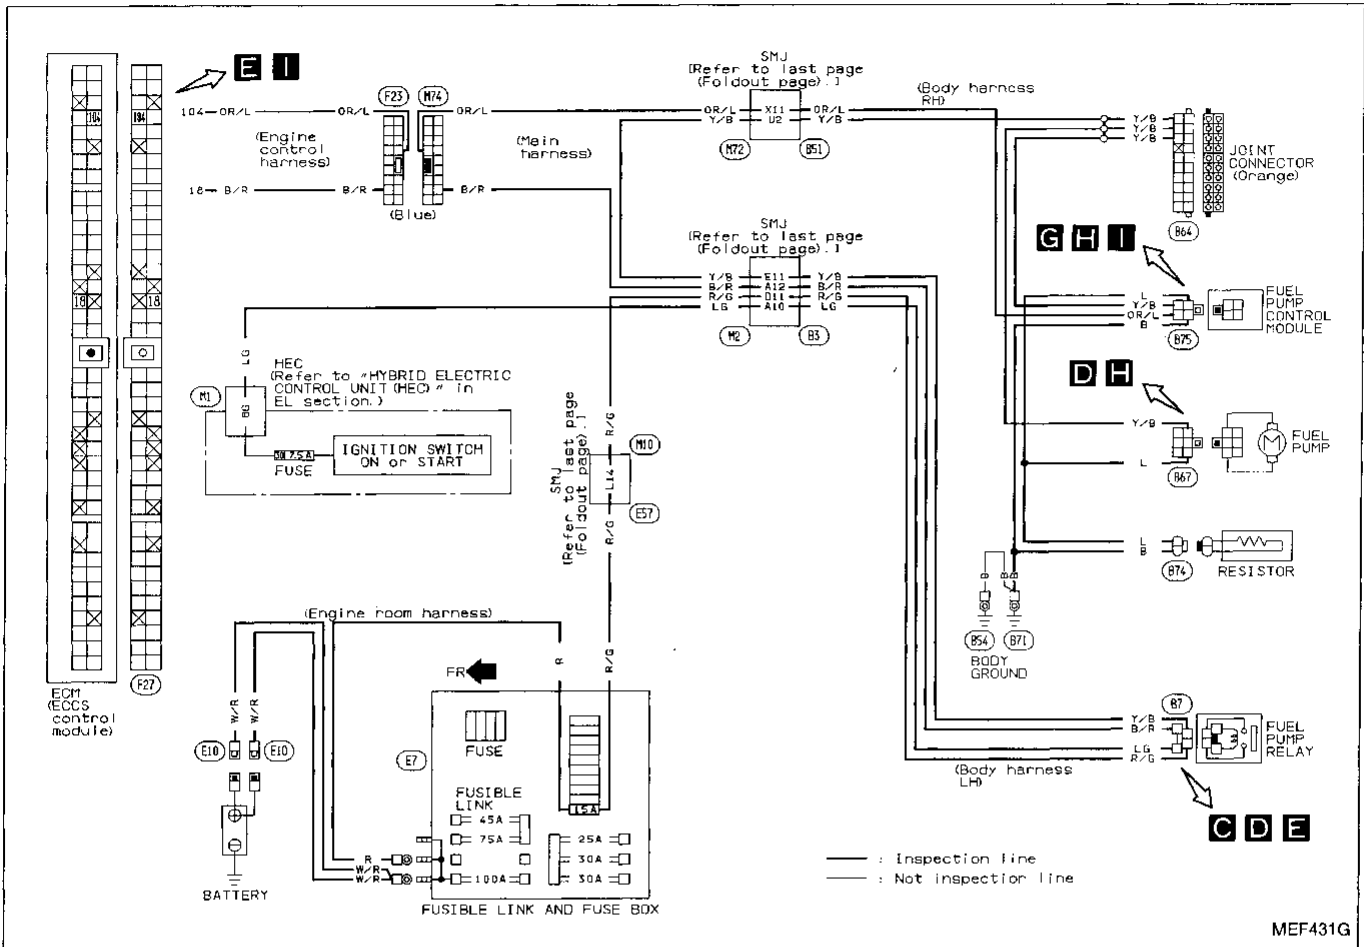 E I
SMJ
[Refer to last page
(Foldout page).]
(Body harness
RH)
F23 M74
104 OR/L OR/L OR/L OR/L X11 OR/L
Y/B U2 Y/B
Y/B
Y/B
Y/B
104 104
(Engine
control
harness)
(Main
harness)
M72 B51
JOINT
CONNECTOR
(Orange)
18 B/R B/R B/R
(Blue)
B64
SMJ
[Refer to last page
(Foldout page).]
G H I
Y/B E11 Y/B
B/R A12 B/R
R/G D11 R/G
LG A10 LG
18 18
L
Y/B
OR/L
B
FUEL
PUMP
CONTROL
MODULE
M2 B3
B75
LG
HEC
(Refer to "HYBRID ELECTRIC
CONTROL UNIT (HEC)" in
EL section.)
M1
8G
D H
IGNITION SWITCH
ON or START
30 7.5A
FUSE
R/G
M10
SMJ
[Refer to last page
(Foldout page).]
L14
E57
R/G
Y/B
L
FUEL
PUMP
M
B67
L
B
B74
RESISTOR
B B B
B54 B71
BODY
GROUND
(Engine room harness)
W/R W/R
R R/G
FR
ECM
(ECCS
control
module)
F27
E10 E10
E7
FUSE
FUSIBLE
LINK
15A
45A
75A 25A
30A
100A 30A
R
W/R
W/R
BATTERY
FUSIBLE LINK AND FUSE BOX
B7
Y/B
B/R
LG
R/G
FUEL
PUMP
RELAY
(Body harness
LH)
C D E
: Inspection line
: Not inspection line
MEF431G